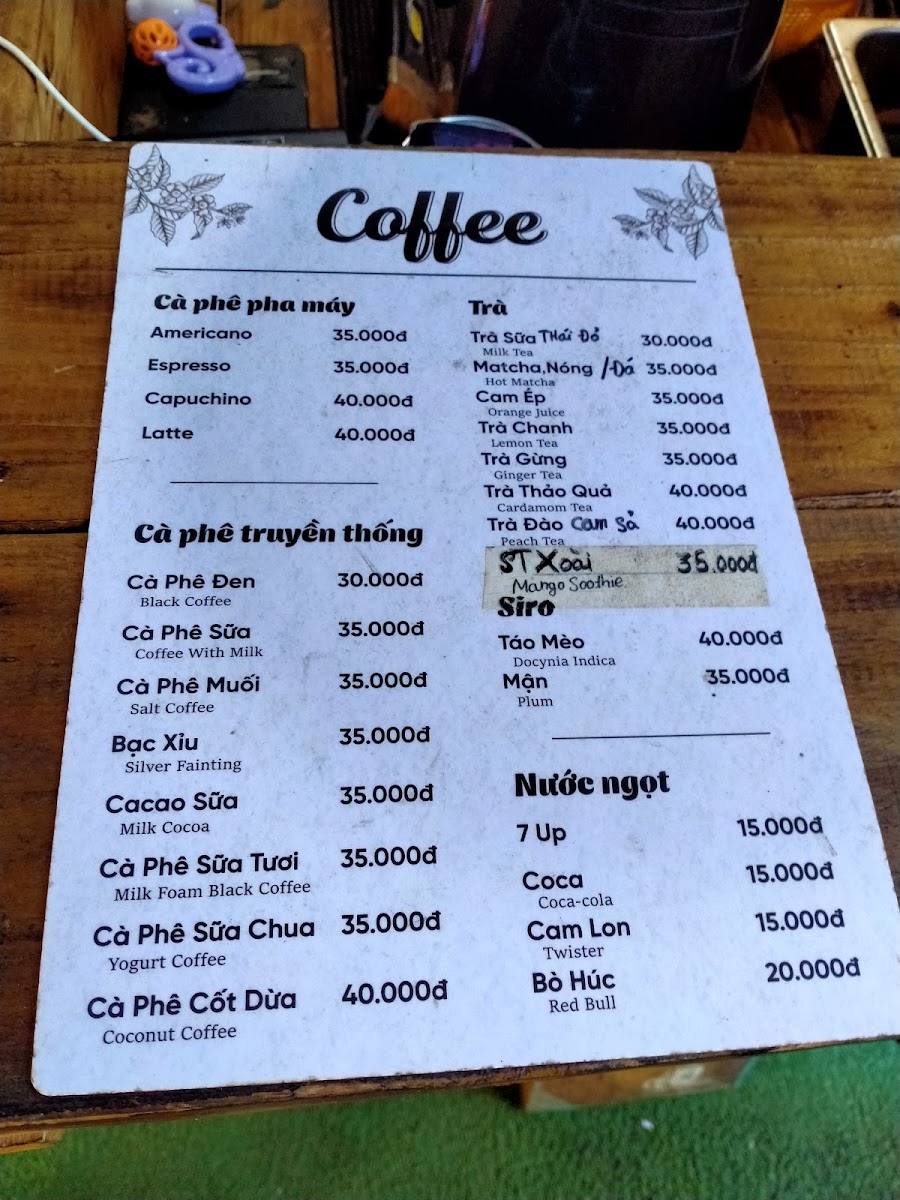 Coffee
Cà phê pha máy
Americano 35.000đ
Espresso 35.000đ
Capuchino 40.000đ
Latte 40.000đ
Cà phê truyền thống
Cà Phê Đen 30.000đ
Black Coffee
Cà Phê Sữa 35.000đ
Coffee With Milk
Cà Phê Muối 35.000đ
Salt Coffee
Bạc Xỉu 35.000đ
Silver Fainting
Cacao Sữa 35.000đ
Milk Cocoa
Cà Phê Sữa Tươi 35.000đ
Milk Foam Black Coffee
Cà Phê Sữa Chua 35.000đ
Yogurt Coffee
Cà Phê Cốt Dừa 40.000đ
Coconut Coffee
Trà
Trà Sữa Thái Đỏ 30.000đ
Milk Tea
Matcha,Nóng /Đá 35.000đ
Hot Matcha
Cam Ép 35.000đ
Orange Juice
Trà Chanh 35.000đ
Lemon Tea
Trà Gừng 35.000đ
Ginger Tea
Trà Thảo Quả 40.000đ
Cardamom Tea
Trà Đào Cam Sả 40.000đ
Peach Tea
ST Xoài 35.000đ
Mango Soothie
Siro
Táo Mèo 40.000đ
Docynia Indica
Mận 35.000đ
Plum
Nước ngọt
7 Up 15.000đ
Coca 15.000đ
Coca-cola
Cam Lon 15.000đ
Twister
Bò Húc 20.000đ
Red Bull